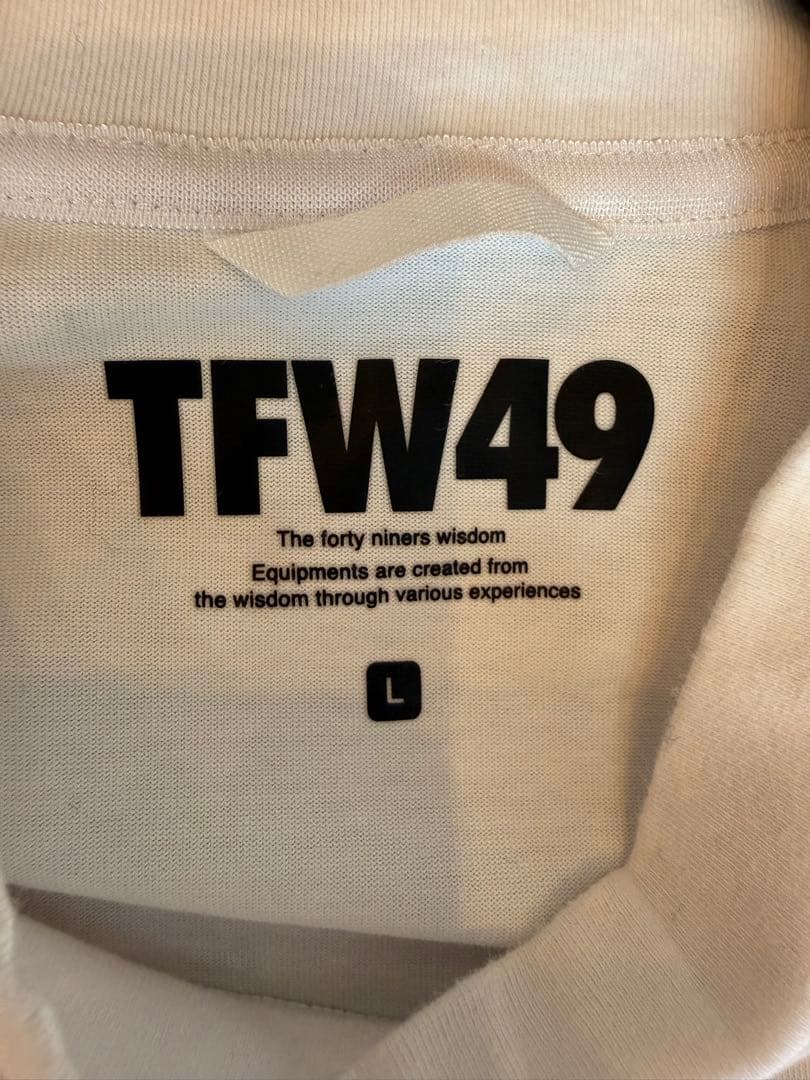 TFW49
The forty niners wisdom
Equipments are created from
the wisdom through various experiences
L